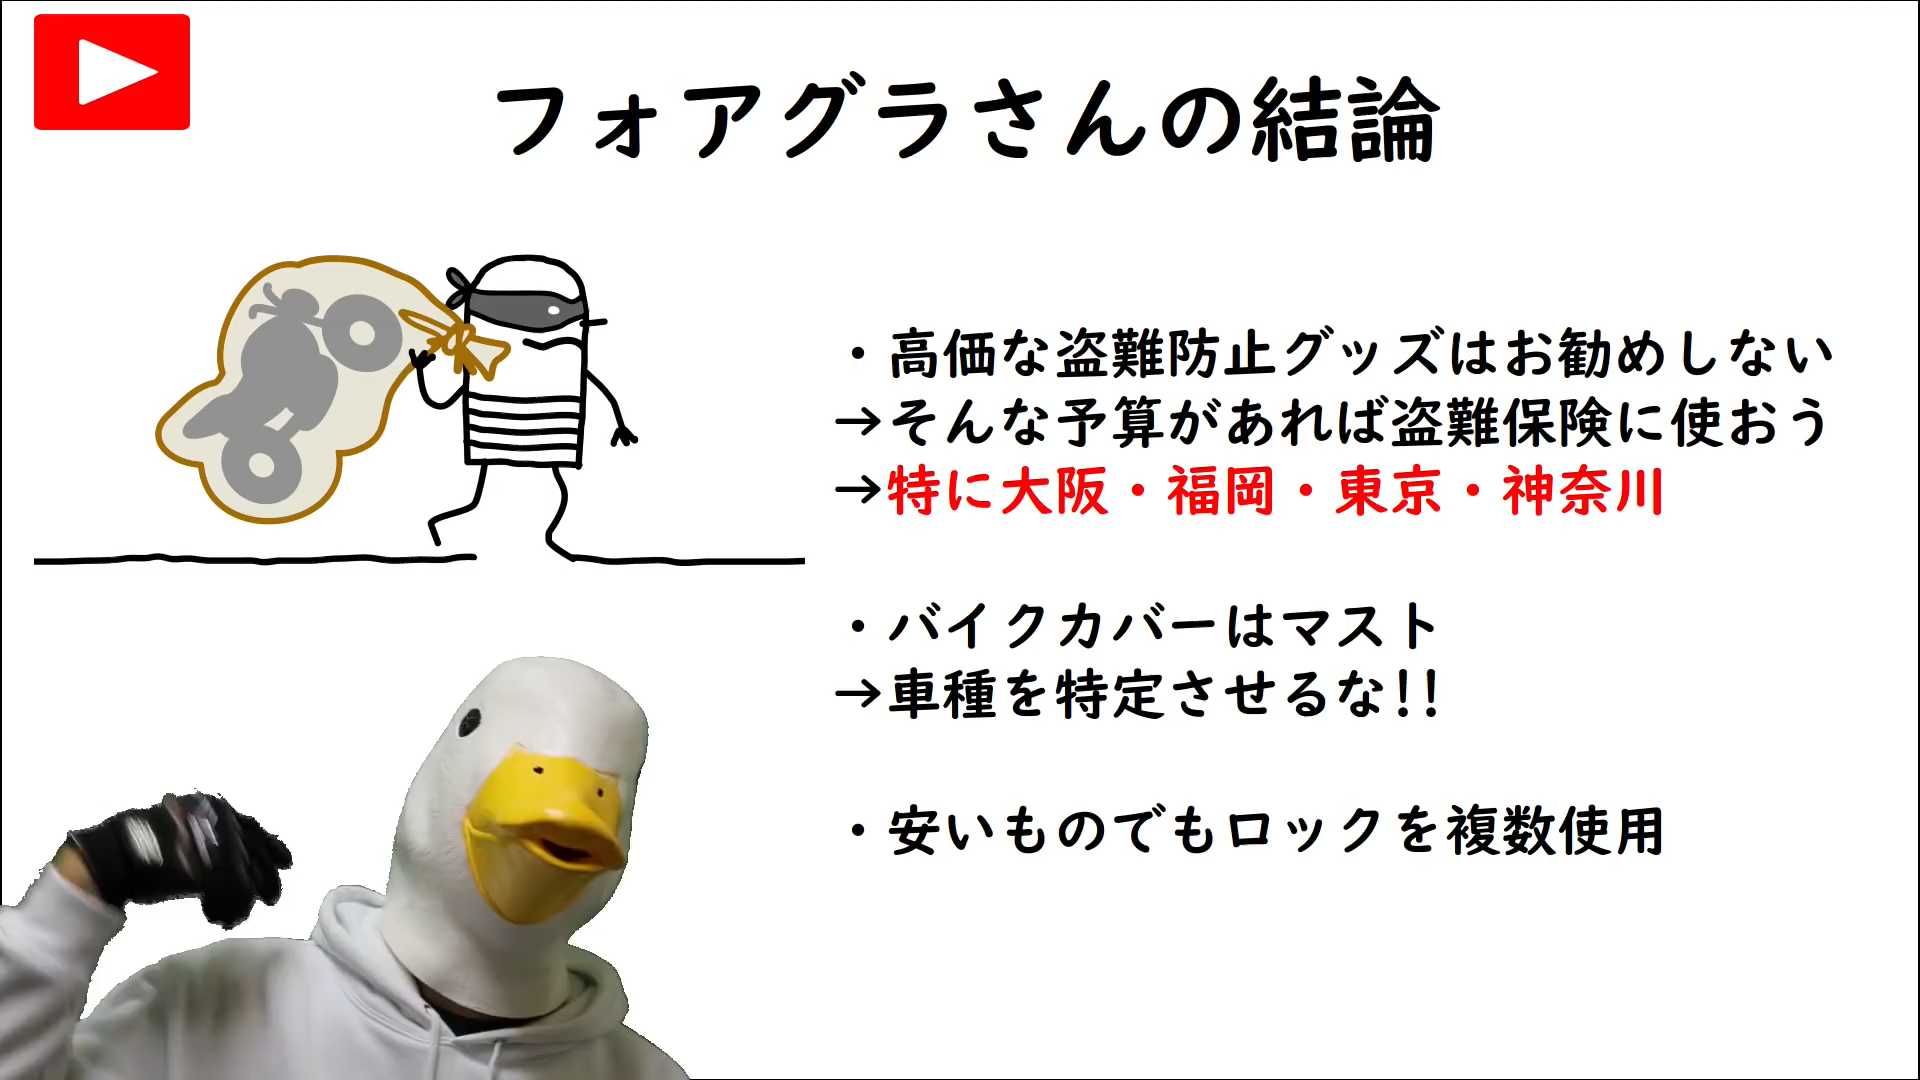 フォアグラさんの結論
・高価な盗難防止グッズはお勧めしない
→そんな予算があれば盗難保険に使おう
→特に大阪・福岡・東京・神奈川
・バイクカバーはマスト
→車種を特定させるな!!
・安いものでもロックを複数使用